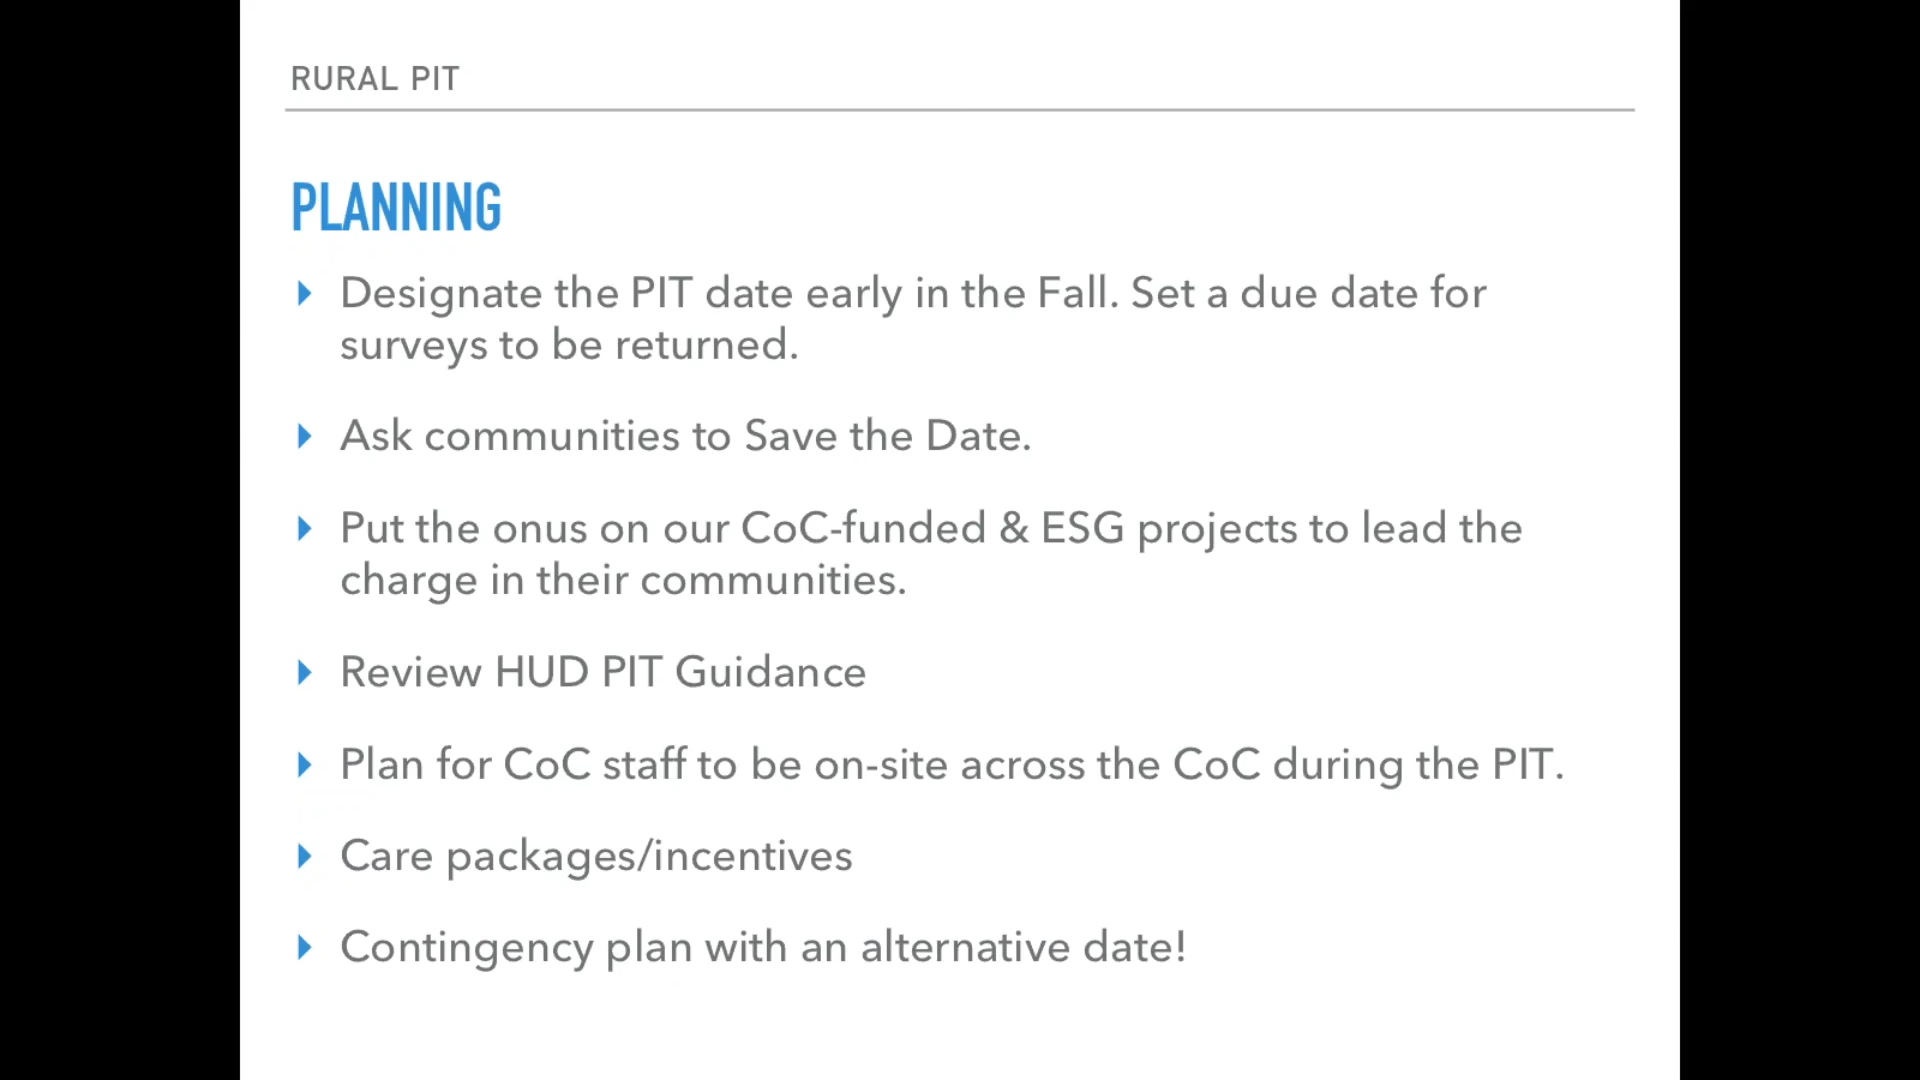 RURAL PIT
PLANNING
Designate the PIT date early in the Fall. Set a due date for
surveys to be returned.
Ask communities to Save the Date.
Put the onus on our CoC-funded & ESG projects to lead the
charge in their communities.
Review HUD PIT Guidance
Plan for CoC staff to be on-site across the CoC during the PIT.
Care packages/incentives
Contingency plan with an alternative date!